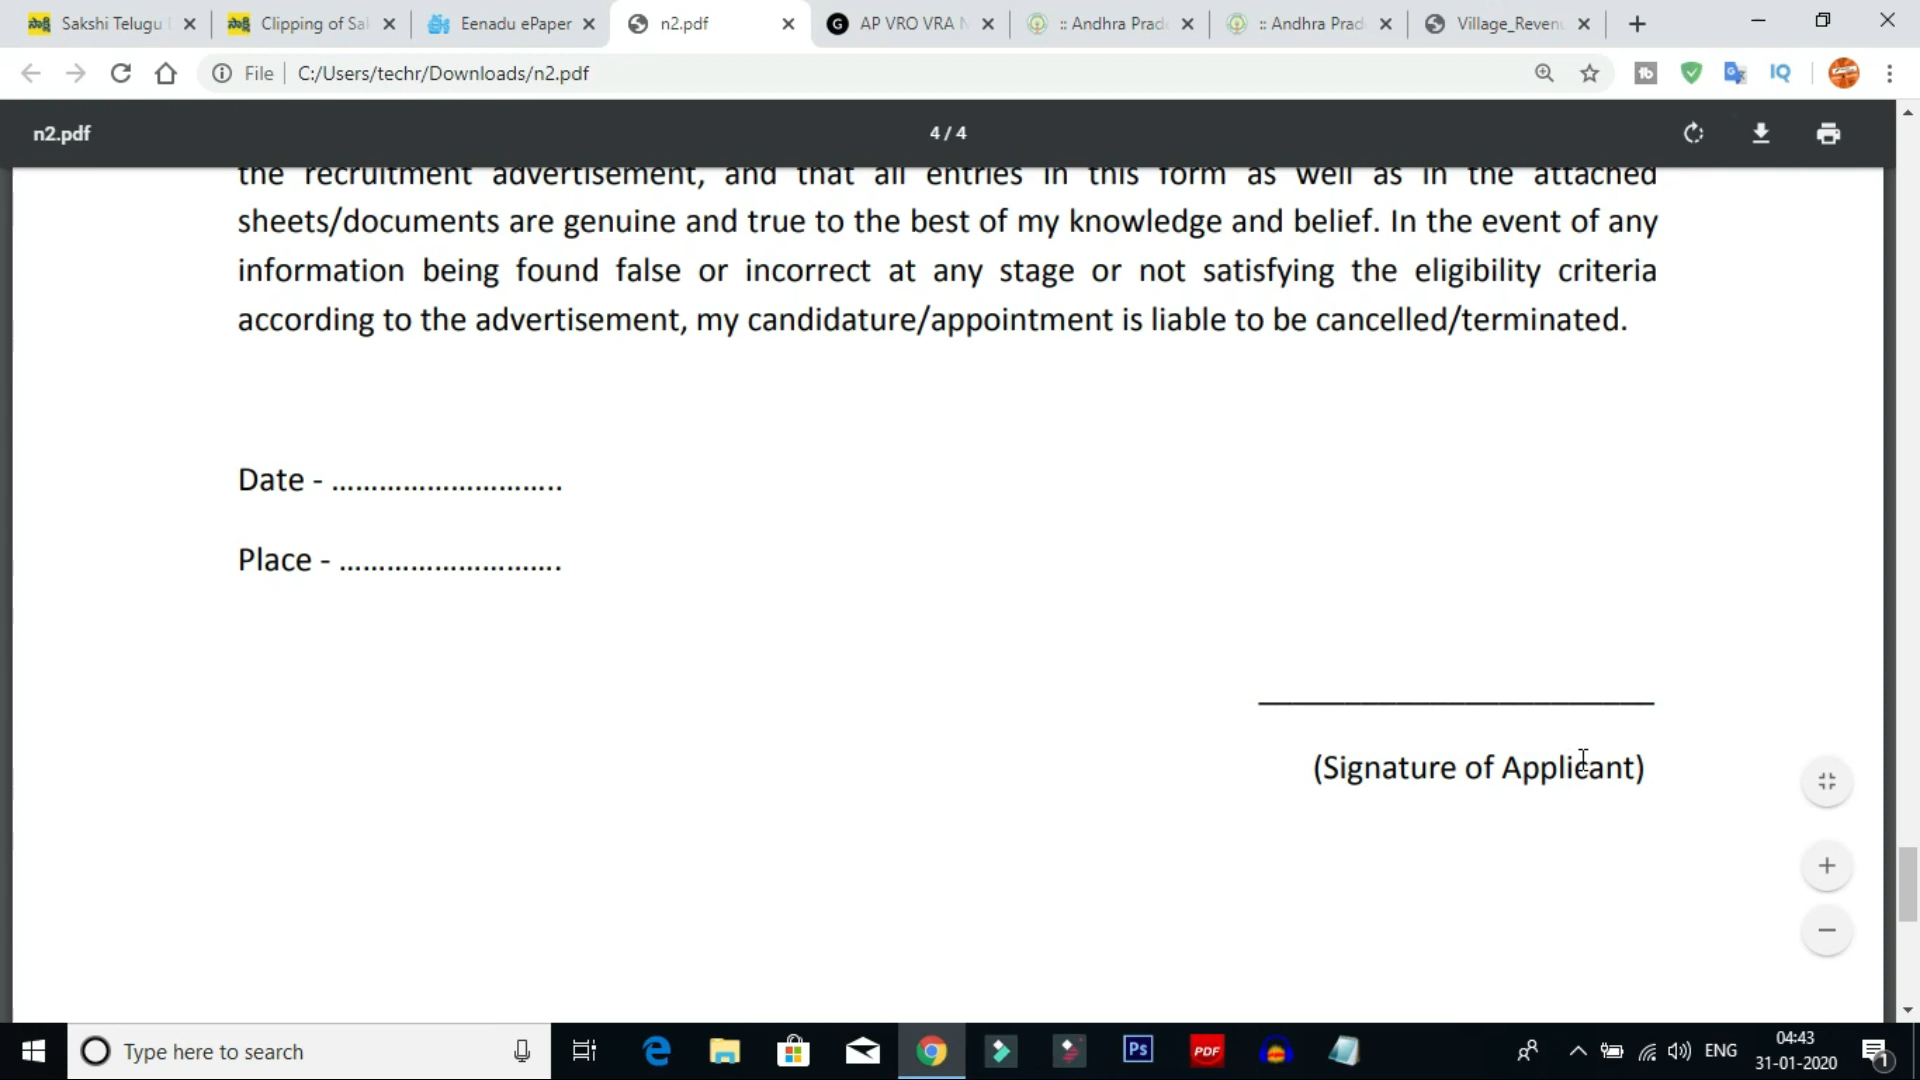 Sakshi Telugu
Clipping of Sak
Eenadu ePaper
n2.pdf
AP VRO VRA N
:: Andhra Prad
:: Andhra Prad
Village_Reven
File
C:/Users/techr/Downloads/n2.pdf
n2.pdf
4 / 4
the recruitment advertisement, and that all entries in this form as well as in the attached
sheets/documents are genuine and true to the best of my knowledge and belief. In the event of any
information being found false or incorrect at any stage or not satisfying the eligibility criteria
according to the advertisement, my candidature/appointment is liable to be cancelled/terminated.
Date - ...........................
Place - ..........................
(Signature of Applicant)
Type here to search
Ps
PDF
ENG
04:43
31-01-2020
1